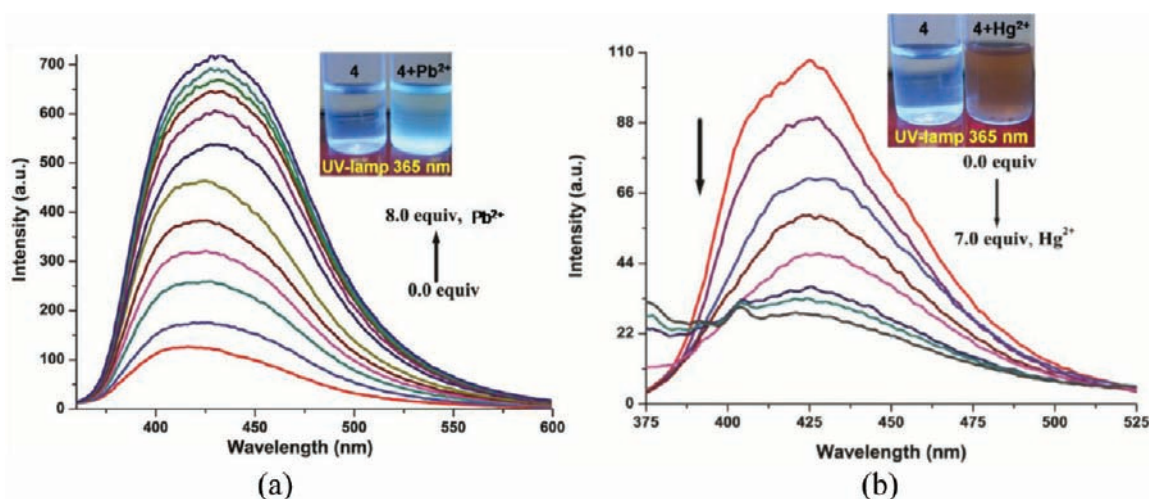 700
600
500
400
300
200
100
0
Intensity (a.u.)
4 4+Pb²⁺
UV-lamp 365 nm
8.0 equiv, Pb²⁺
0.0 equiv
400 450 500 550 600
Wavelength (nm)
(a)
110
88
66
44
22
0
Intensity (a.u.)
4 4+Hg²⁺
UV-lamp 365 nm
0.0 equiv
7.0 equiv, Hg²⁺
375 400 425 450 475 500 525
Wavelength (nm)
(b)